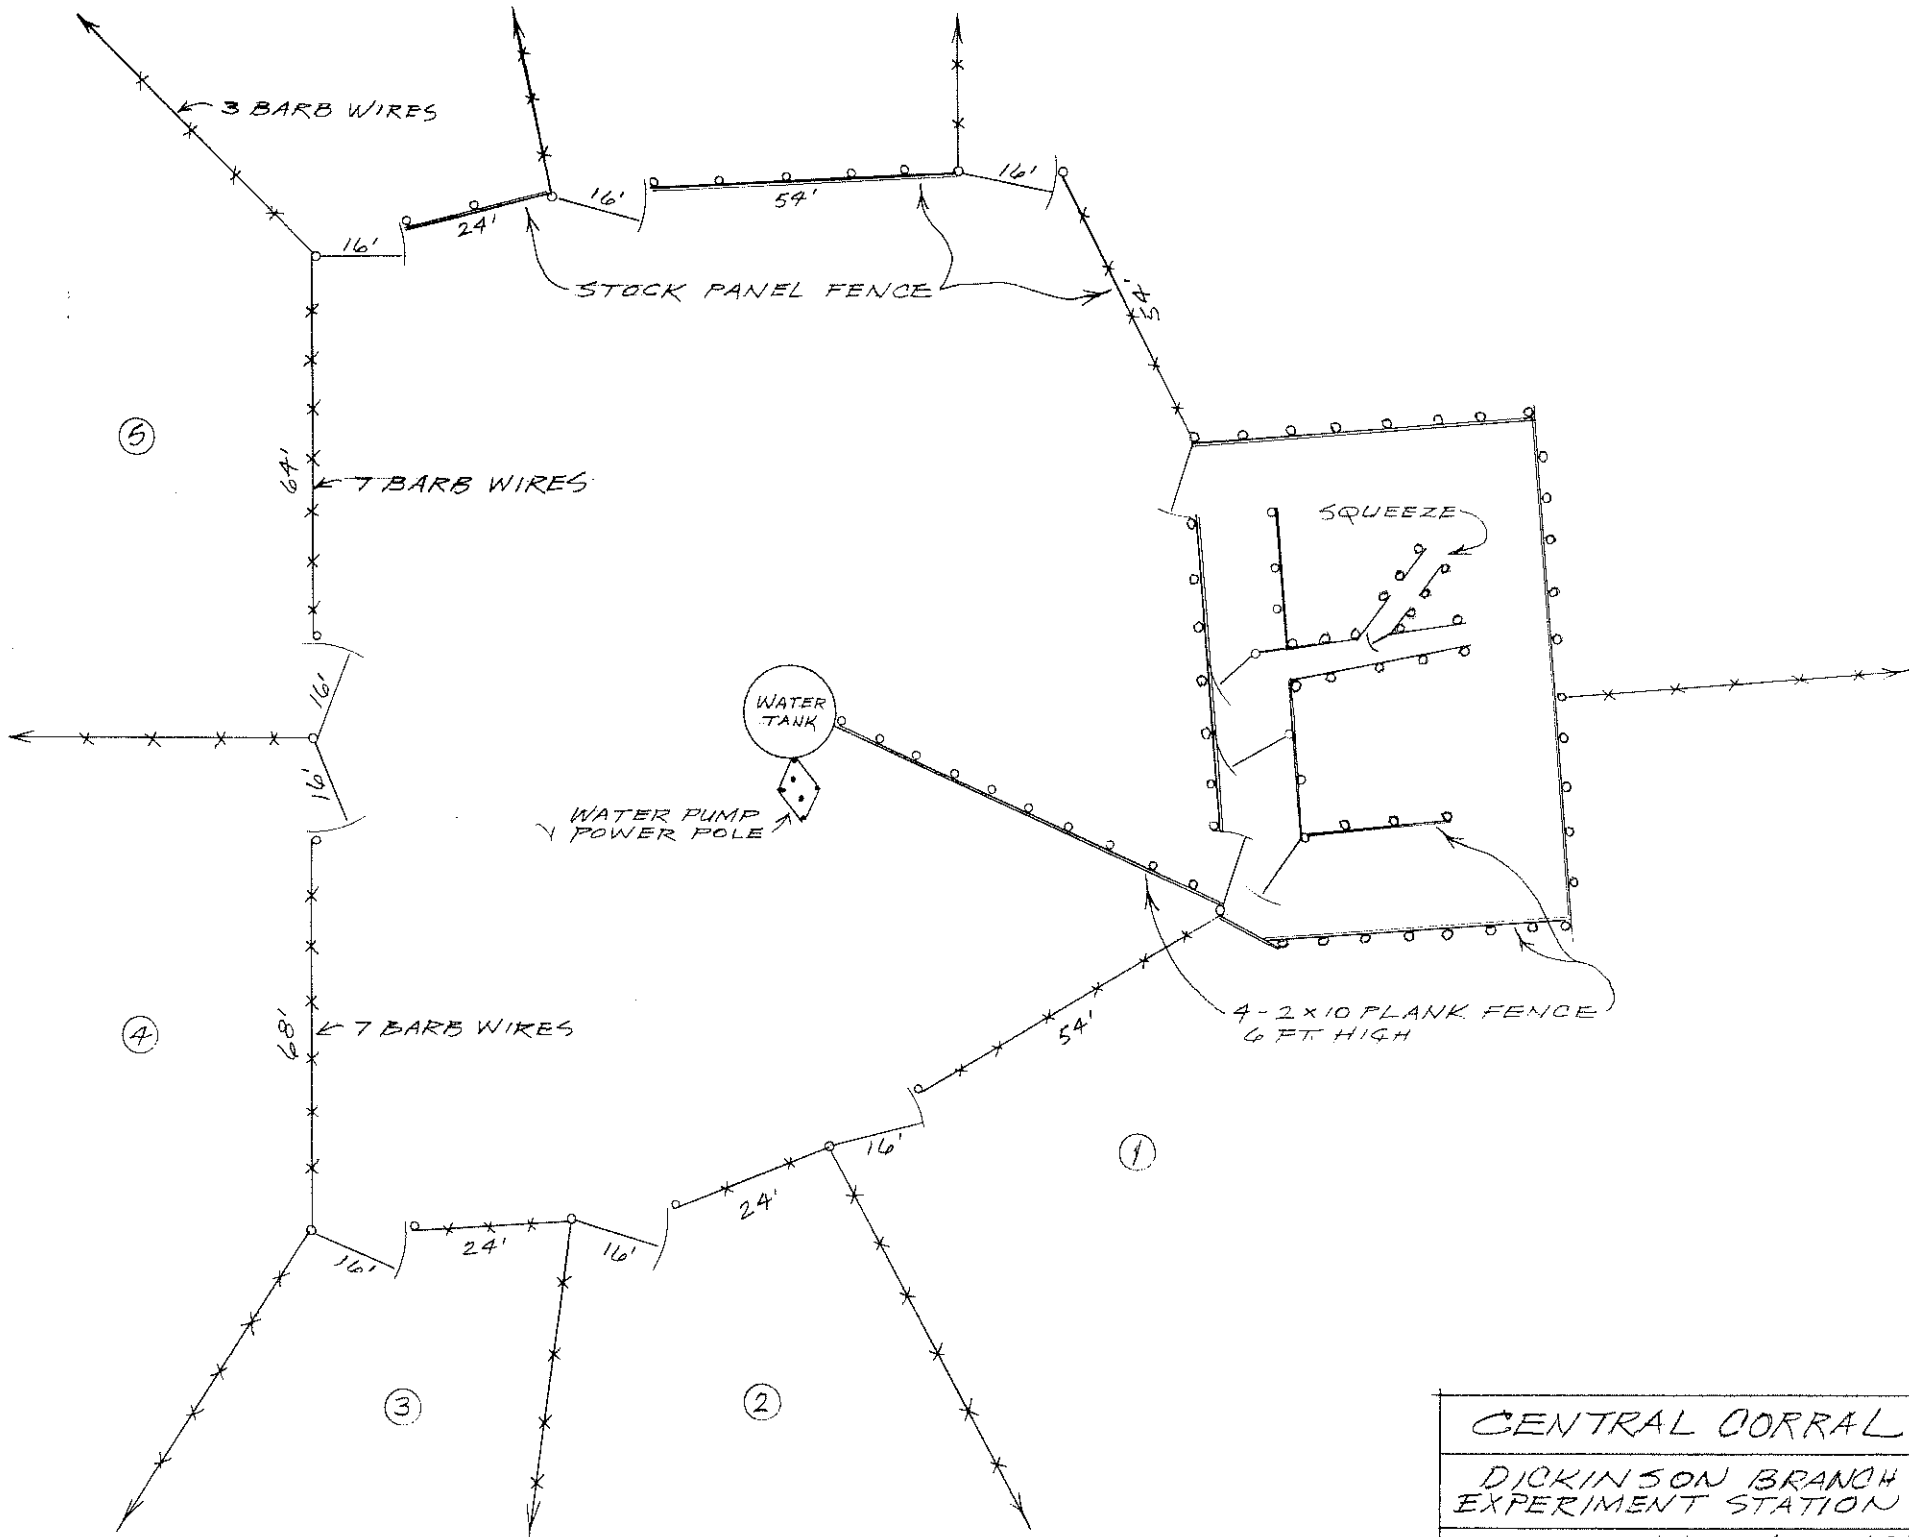 3 BARB WIRES
16'
24'
16'
54'
16'
STOCK PANEL FENCE
54'
5
64'
7 BARB WIRES
SQUEEZE
16'
16'
WATER
TANK
WATER PUMP
POWER POLE
4
68'
7 BARB WIRES
4-2x10 PLANK FENCE
6 FT. HIGH
54'
16'
1
24'
16'
24'
16'
3
2
CENTRAL CORRAL
DICKINSON BRANCH
EXPERIMENT STATION